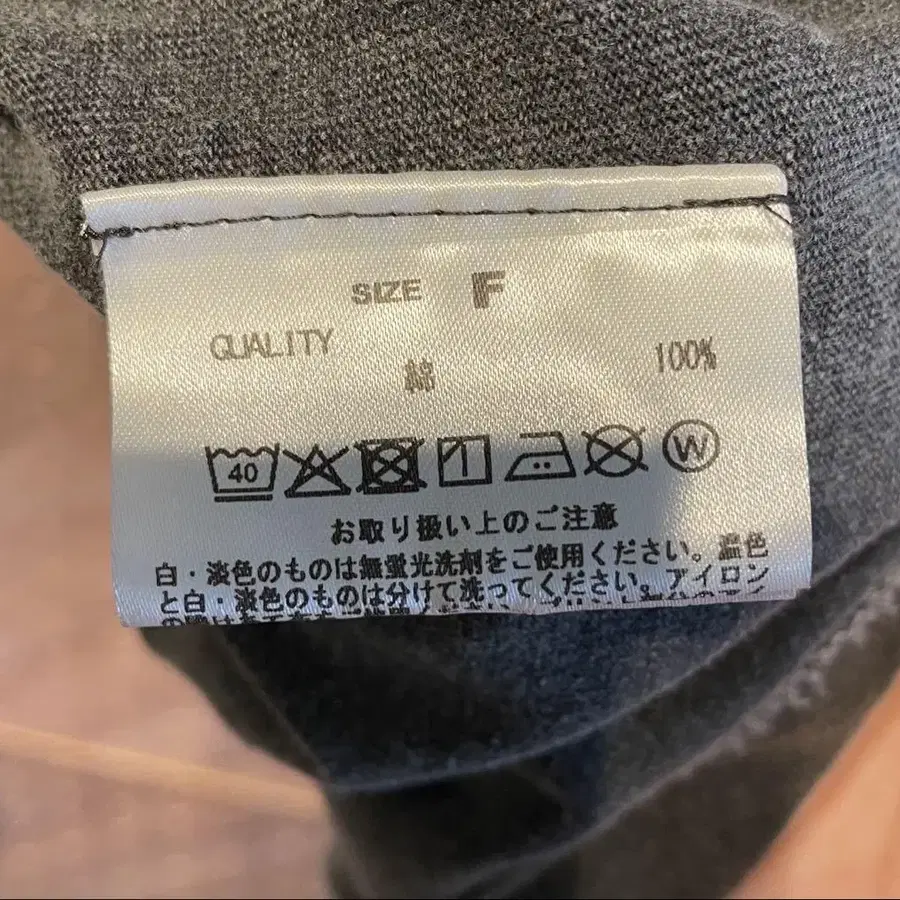 SIZE F
QUALITY
綿 100%
40 W
お取り扱い上のご注意
白・淡色のものは無蛍光洗剤をご使用ください。濃色
と白・淡色のものは分けて洗ってください。アイロン